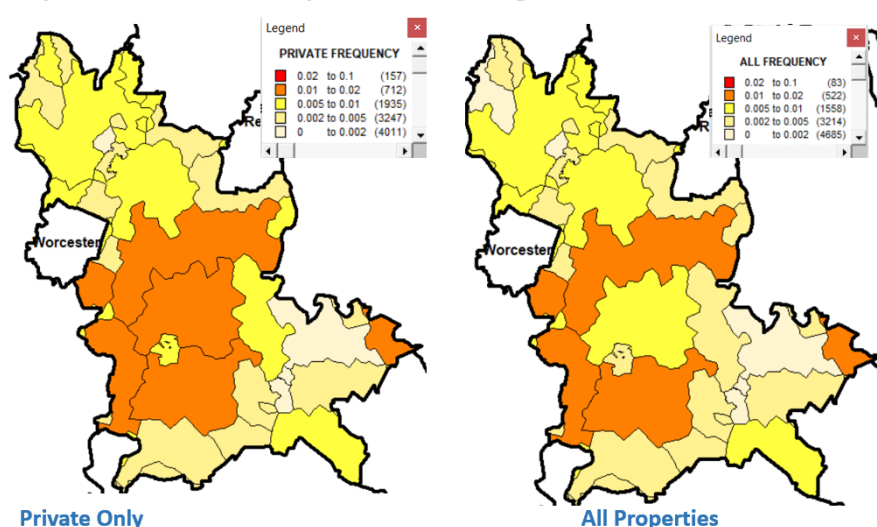 Legend
PRIVATE FREQUENCY
0.02 to 0.1 (157)
0.01 to 0.02 (712)
0.005 to 0.01 (1935)
0.002 to 0.005 (3247)
0 to 0.002 (4011)
Re
Worcester
Private Only
Legend
ALL FREQUENCY
0.02 to 0.1 (83)
0.01 to 0.02 (522)
0.005 to 0.01 (1558)
0.002 to 0.005 (3214)
0 to 0.002 (4685)
R
Worcester
All Properties